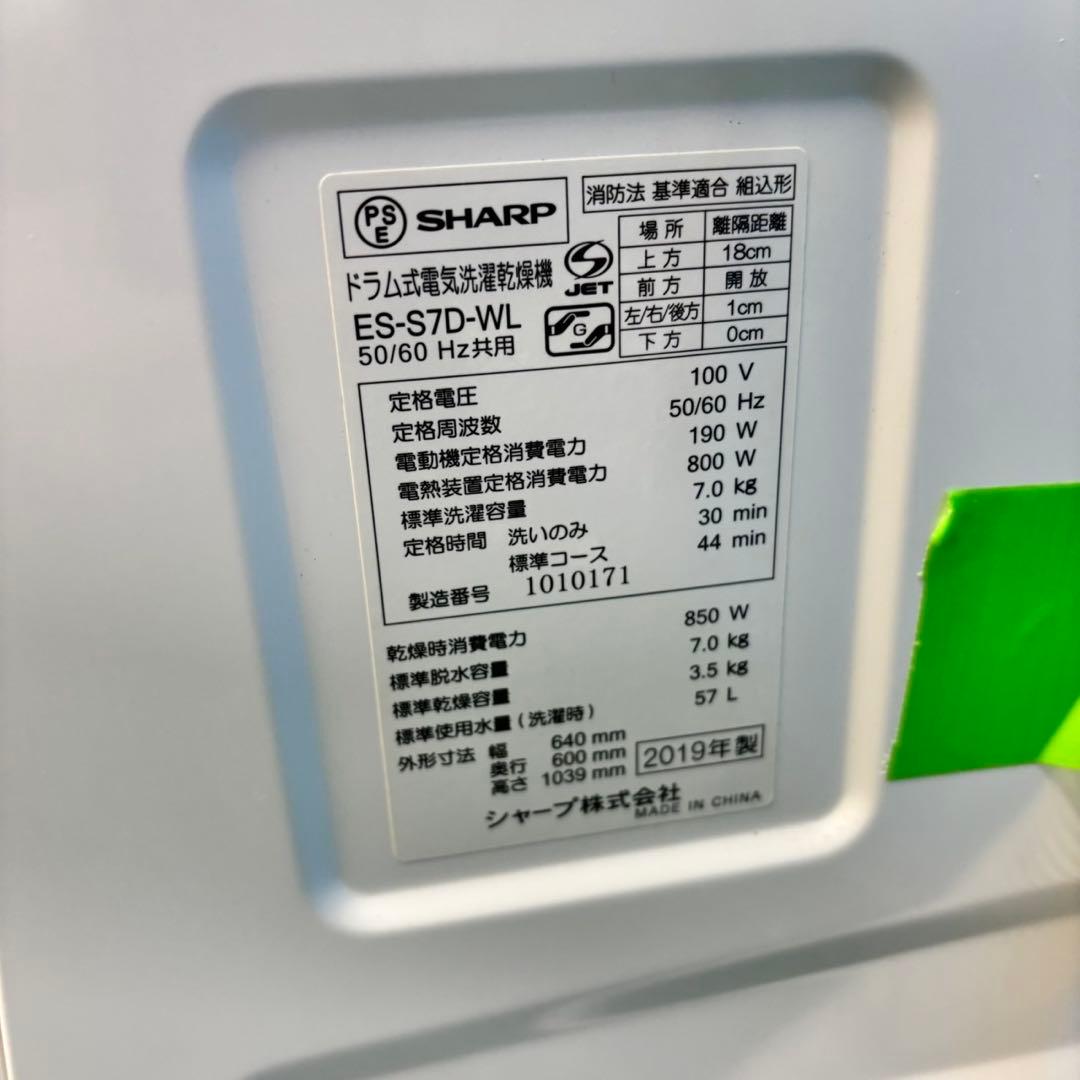 PSE SHARP
消防法 基準適合 組込形
場所 離隔距離
上方 18cm
前方 開放
左/右/後方 1cm
下方 0cm
ドラム式電気洗濯乾燥機
S JET
ES-S7D-WL
50/60 Hz共用
G
定格電圧 100 V
定格周波数 50/60 Hz
電動機定格消費電力 190 W
電熱装置定格消費電力 800 W
標準洗濯容量 7.0 kg
定格時間 洗いのみ 30 min
標準コース 44 min
製造番号 1010171
乾燥時消費電力 850 W
標準脱水容量 7.0 kg
標準乾燥容量 3.5 kg
標準使用水量(洗濯時) 57 L
外形寸法 幅 640 mm
奥行 600 mm
高さ 1039 mm
2019年製
シャープ株式会社
MADE IN CHINA